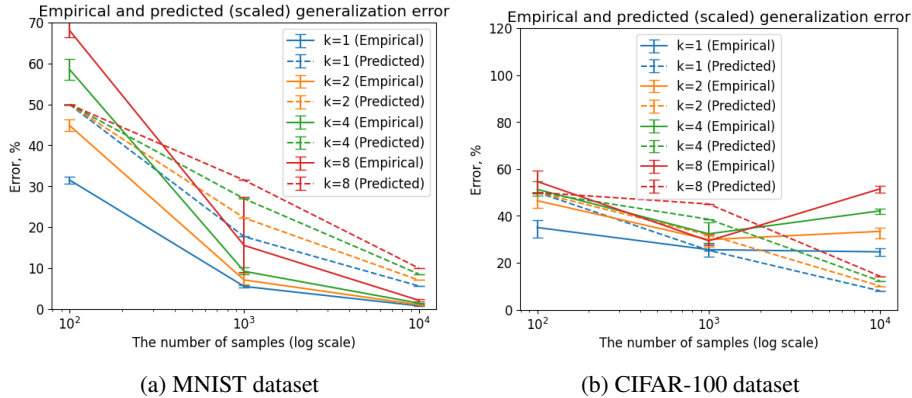 Empirical and predicted (scaled) generalization error
70
60
50
40
30
20
10
0
Error, %
k=1 (Empirical)
k=1 (Predicted)
k=2 (Empirical)
k=2 (Predicted)
k=4 (Empirical)
k=4 (Predicted)
k=8 (Empirical)
k=8 (Predicted)
10² 10³ 10⁴
The number of samples (log scale)
(a) MNIST dataset
Empirical and predicted (scaled) generalization error
120
100
80
60
40
20
0
Error, %
k=1 (Empirical)
k=1 (Predicted)
k=2 (Empirical)
k=2 (Predicted)
k=4 (Empirical)
k=4 (Predicted)
k=8 (Empirical)
k=8 (Predicted)
10² 10³ 10⁴
The number of samples (log scale)
(b) CIFAR-100 dataset